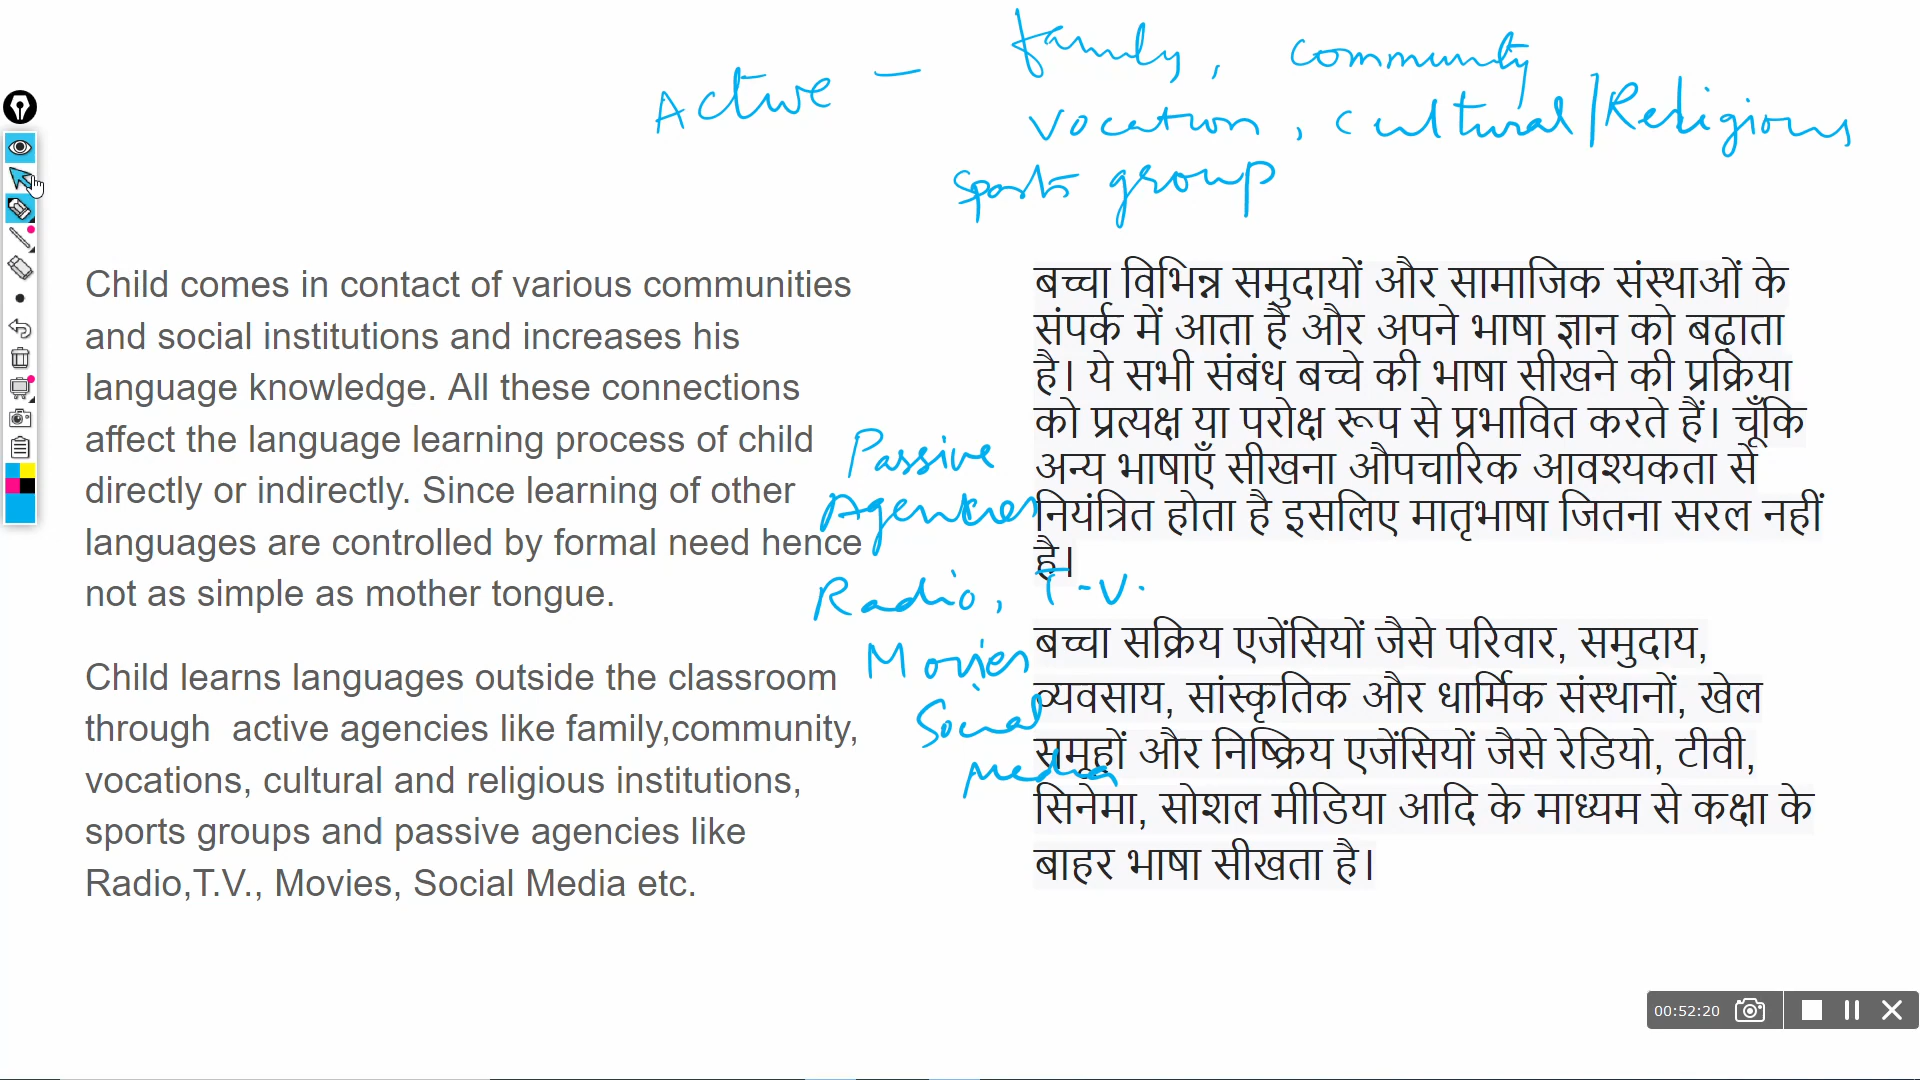 Active — family, community
vocation, cultural/Religious
sports group
Child comes in contact of various communities
and social institutions and increases his
language knowledge. All these connections
affect the language learning process of child
directly or indirectly. Since learning of other
languages are controlled by formal need hence
not as simple as mother tongue.
Child learns languages outside the classroom
through  active agencies like family,community,
vocations, cultural and religious institutions,
sports groups and passive agencies like
Radio,T.V., Movies, Social Media etc.
Passive
Agencies
Radio, T.V.
Movies
Social
Media
बच्चा विभिन्न समुदायों और सामाजिक संस्थाओं के
संपर्क में आता है और अपने भाषा ज्ञान को बढ़ाता
है। ये सभी संबंध बच्चे की भाषा सीखने की प्रक्रिया
को प्रत्यक्ष या परोक्ष रूप से प्रभावित करते हैं। चूँकि
अन्य भाषाएँ सीखना औपचारिक आवश्यकता से
नियंत्रित होता है इसलिए मातृभाषा जितना सरल नहीं
है।
बच्चा सक्रिय एजेंसियों जैसे परिवार, समुदाय,
व्यवसाय, सांस्कृतिक और धार्मिक संस्थानों, खेल
समूहों और निष्क्रिय एजेंसियों जैसे रेडियो, टीवी,
सिनेमा, सोशल मीडिया आदि के माध्यम से कक्षा के
बाहर भाषा सीखता है।
00:52:20